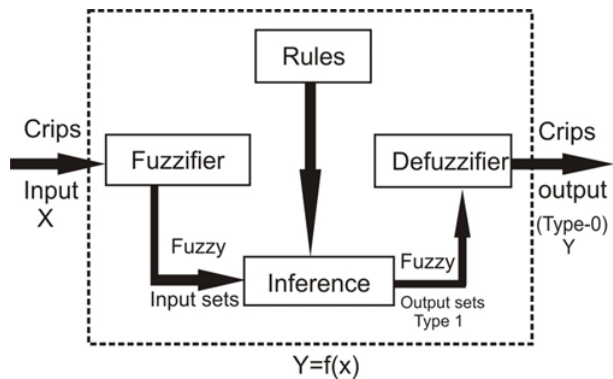 Rules
Crips
Input
X
Fuzzifier
Fuzzy
Input sets
Inference
Fuzzy
Output sets
Type 1
Defuzzifier
Crips
output
(Type-0)
Y
Y=f(x)